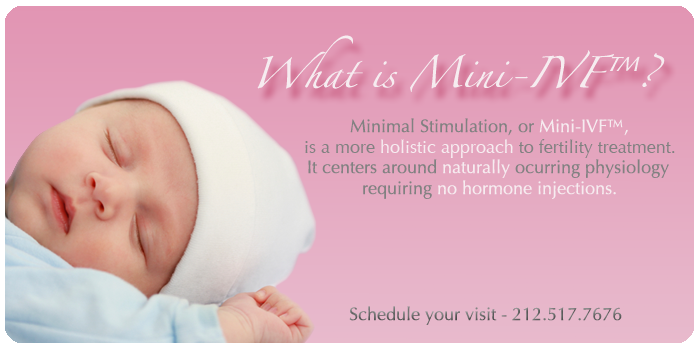 What is Mini-IVF™?
Minimal Stimulation, or Mini-IVF™,
is a more holistic approach to fertility treatment.
It centers around naturally ocurring physiology
requiring no hormone injections.
Schedule your visit - 212.517.7676